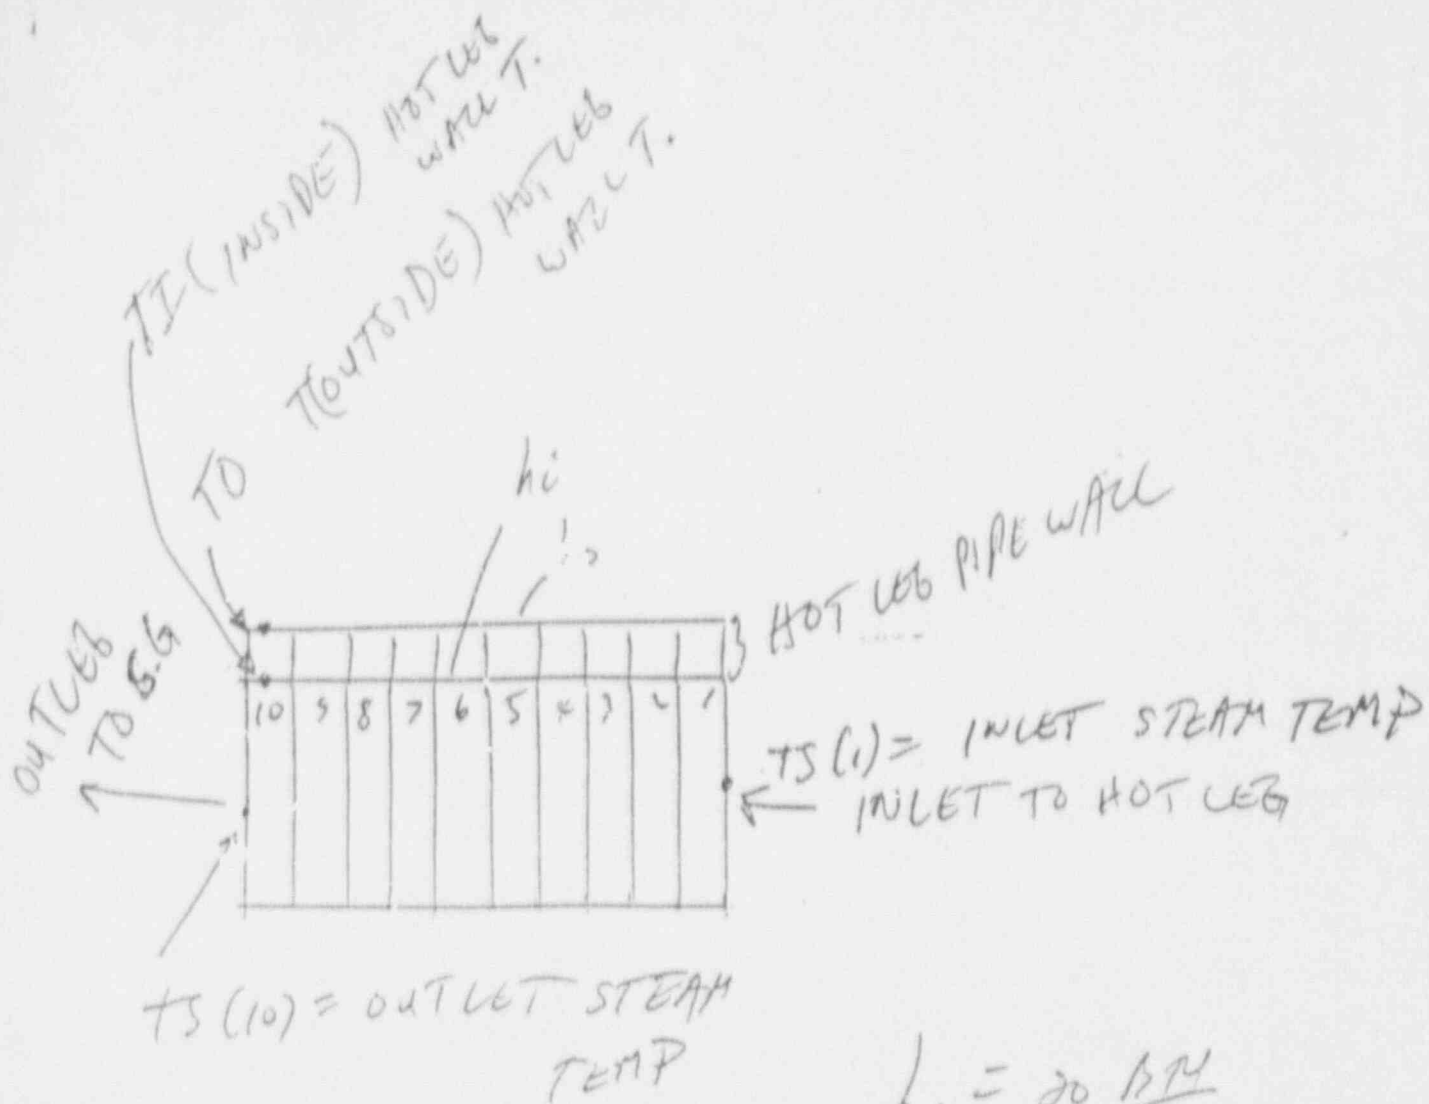 TI (INSIDE) HOT LEG
WALL T.
TO T(OUTSIDE) HOT LEG
WALL T.
hi
HOT LEG PIPE WALL
OUTLEG
TO S.G
10 9 8 7 6 5 4 3 2 1
TS (1) = INLET STEAM TEMP
INLET TO HOT LEG
TS (10) = OUTLET STEAM
TEMP
= 20